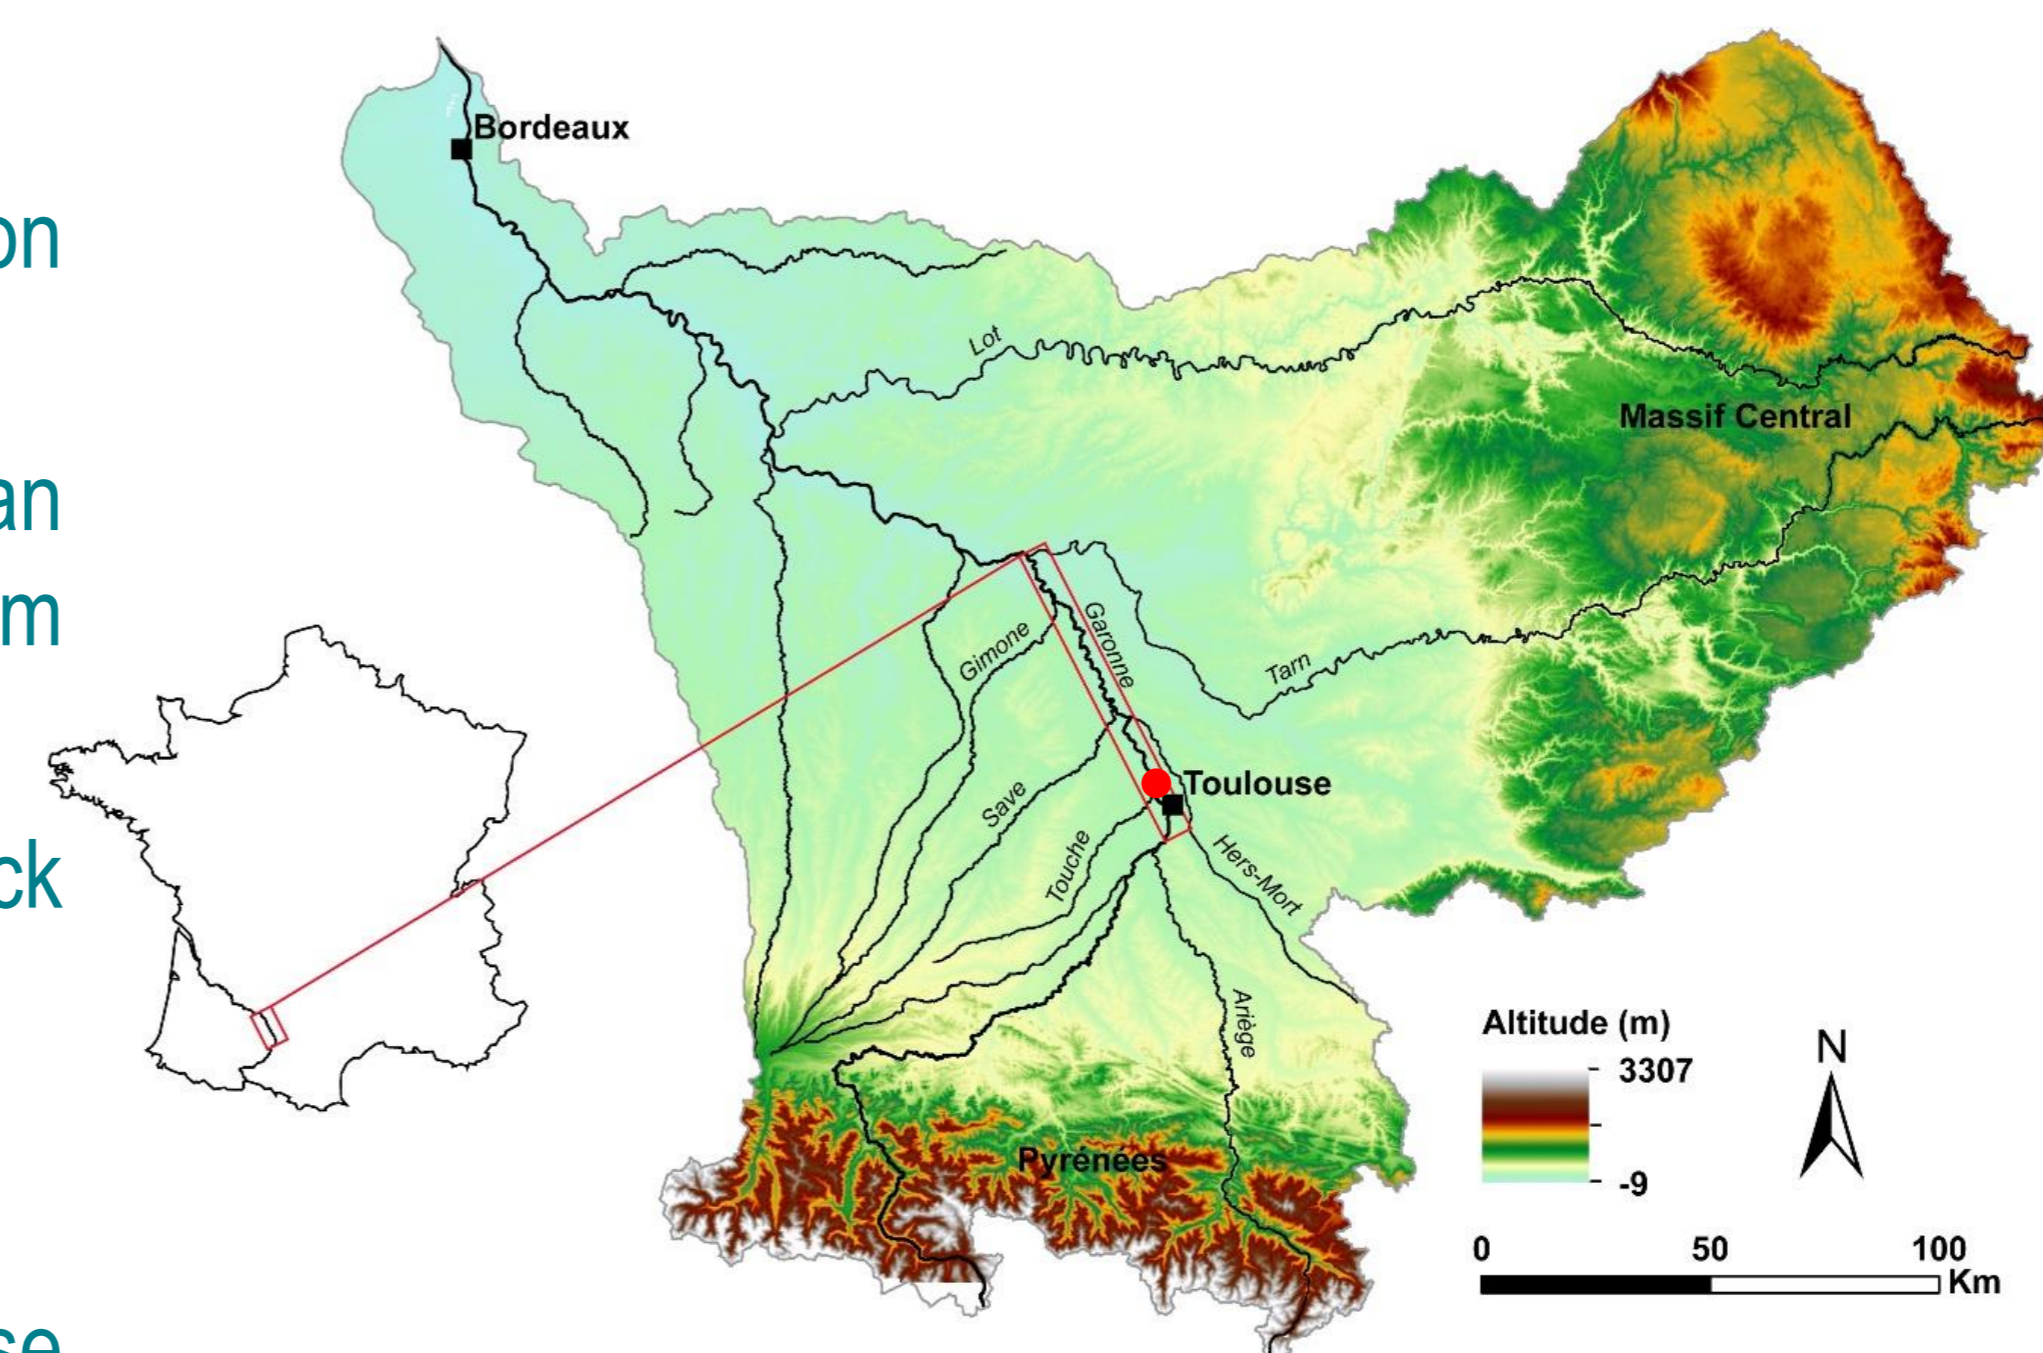 on
an
m
ck
se
Bordeaux
Lot
Massif Central
Garonne
Gimone
Tarn
Save
Toulouse
Touche
Hers-Mort
Ariège
Pyrénées
Altitude (m)
3307
-9
N
0 50 100
Km